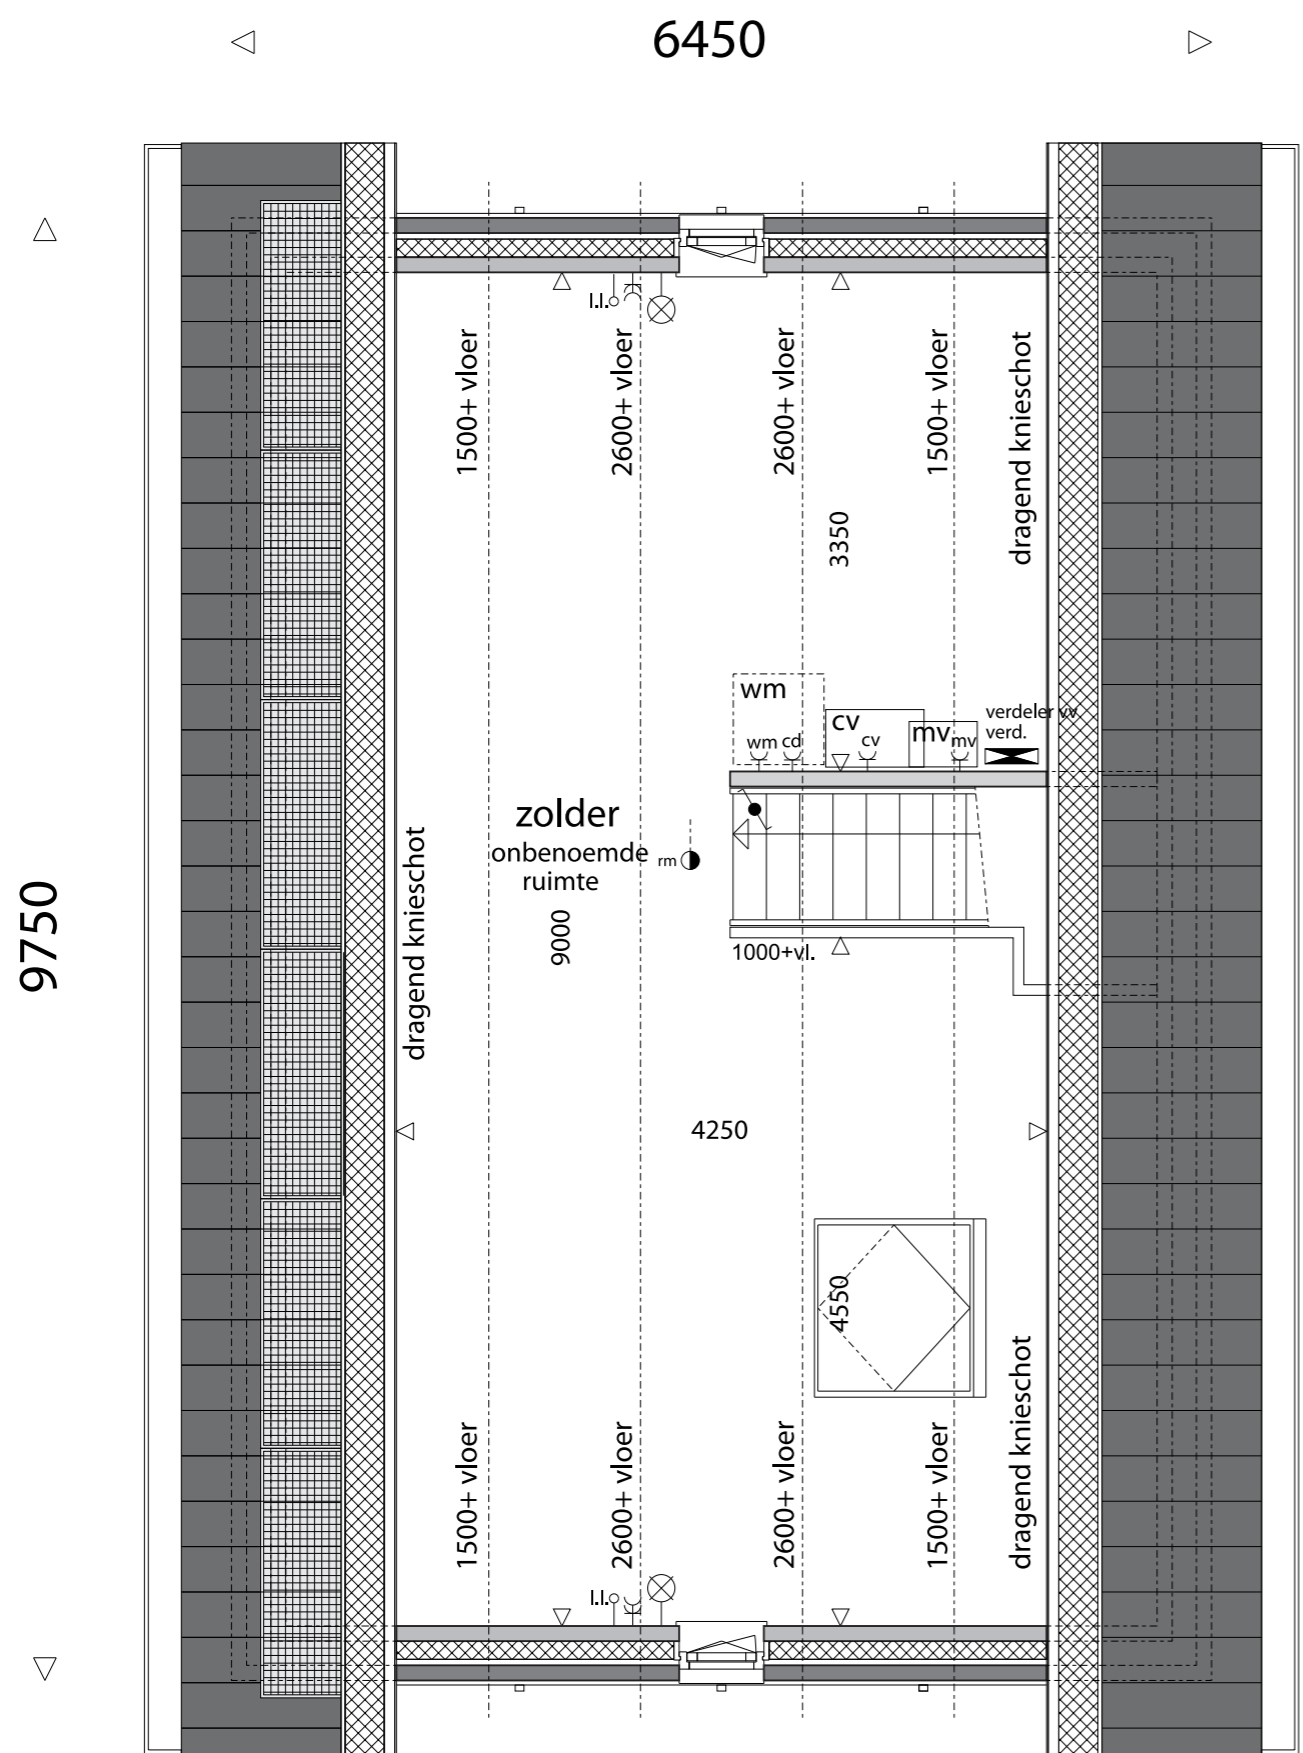 6450
l.l.
1500+ vloer
2600+ vloer
2600+ vloer
1500+ vloer
dragend knieschot
3350
wm
cv
mv
verdeler vv
verd.
wm
cd
cv
mv
zolder
onbenoemde
ruimte
rm
9000
dragend knieschot
9750
1000+vl.
4250
4550
1500+ vloer
2600+ vloer
2600+ vloer
1500+ vloer
dragend knieschot
l.l.